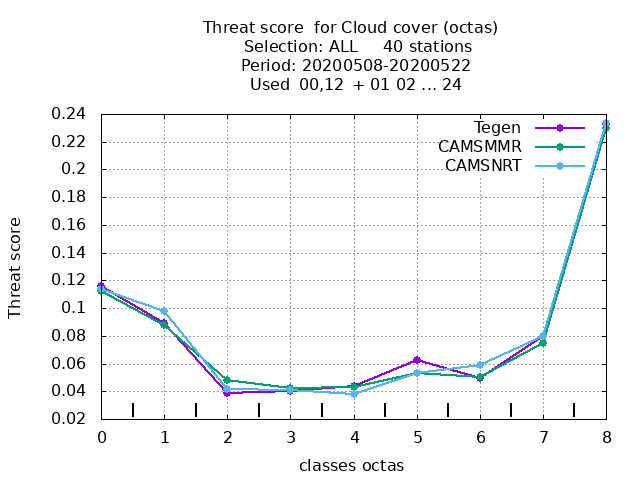 Threat score  for Cloud cover (octas)
Selection: ALL     40 stations
Period: 20200508-20200522
Used  00,12  + 01 02 ... 24
Tegen
CAMSMMR
CAMSNRT
Threat score
0.24
0.22
0.2
0.18
0.16
0.14
0.12
0.1
0.08
0.06
0.04
0.02
0 1 2 3 4 5 6 7 8
classes octas